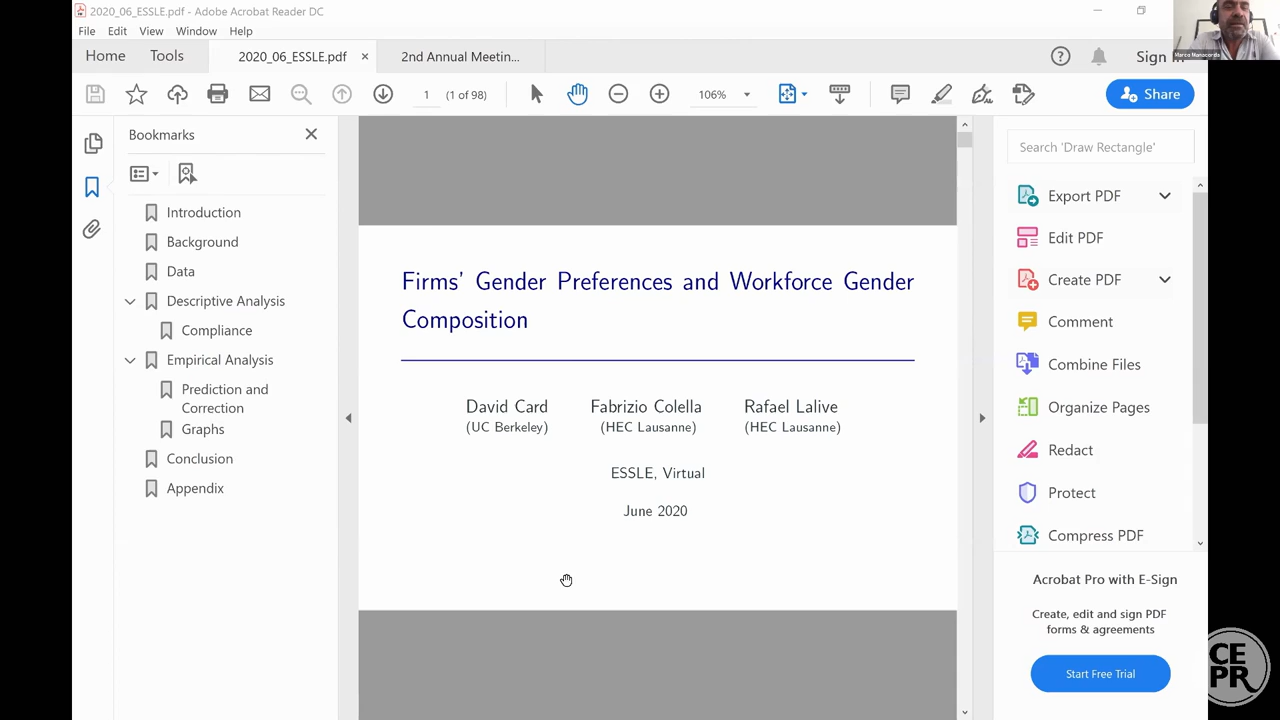 2020_06_ESSLE.pdf - Adobe Acrobat Reader DC
File Edit View Window Help
Home Tools 2020_06_ESSLE.pdf × 2nd Annual Meetin... Sign In
1 (1 of 98) 106% Share
Bookmarks
Introduction
Background
Data
Descriptive Analysis
Compliance
Empirical Analysis
Prediction and
Correction
Graphs
Conclusion
Appendix
Firms' Gender Preferences and Workforce Gender
Composition
David Card Fabrizio Colella Rafael Lalive
(UC Berkeley) (HEC Lausanne) (HEC Lausanne)
ESSLE, Virtual
June 2020
Search 'Draw Rectangle'
Export PDF
Edit PDF
Create PDF
Comment
Combine Files
Organize Pages
Redact
Protect
Compress PDF
Acrobat Pro with E-Sign
Create, edit and sign PDF
forms & agreements
Start Free Trial
Marco Manacorda
CE
PR